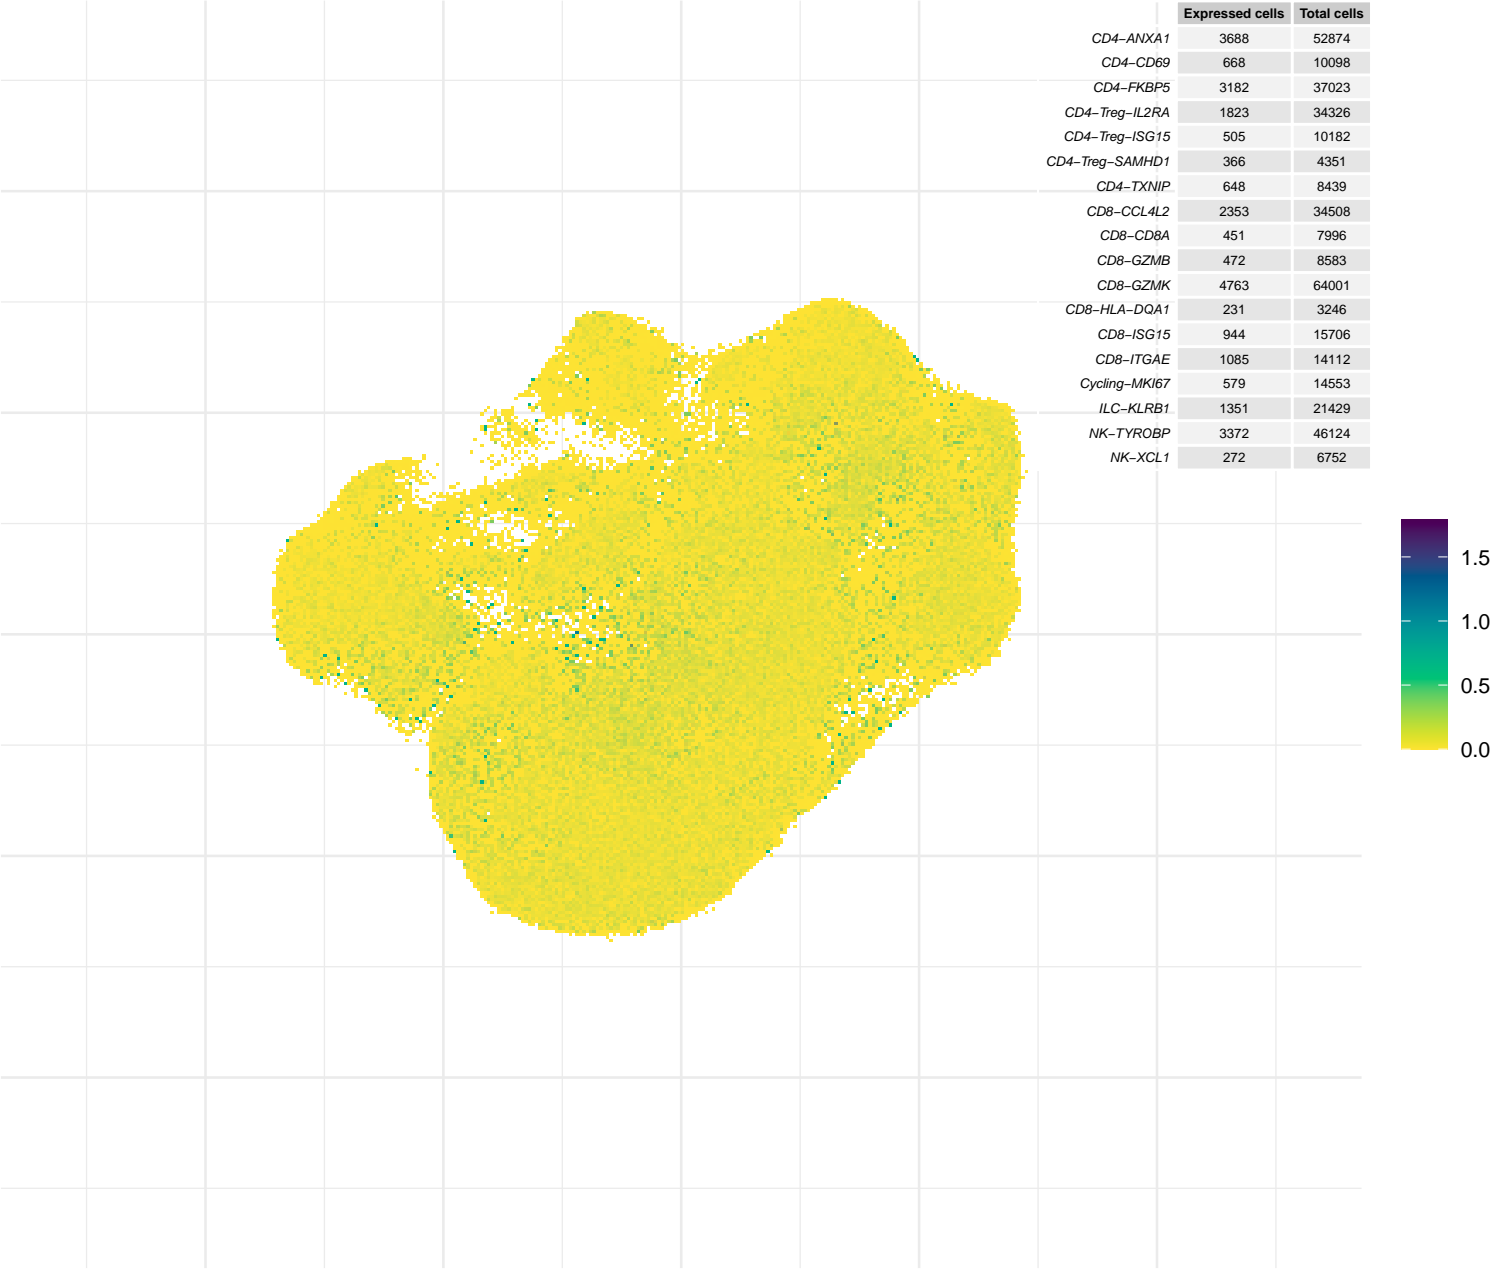 Expressed cells Total cells
CD4−ANXA1 3688 52874
CD4−CD69 668 10098
CD4−FKBP5 3182 37023
CD4−Treg−IL2RA 1823 34326
CD4−Treg−ISG15 505 10182
CD4−Treg−SAMHD1 366 4351
CD4−TXNIP 648 8439
CD8−CCL4L2 2353 34508
CD8−CD8A 451 7996
CD8−GZMB 472 8583
CD8−GZMK 4763 64001
CD8−HLA−DQA1 231 3246
CD8−ISG15 944 15706
CD8−ITGAE 1085 14112
Cycling−MKI67 579 14553
ILC−KLRB1 1351 21429
NK−TYROBP 3372 46124
NK−XCL1 272 6752
1.5
1.0
0.5
0.0